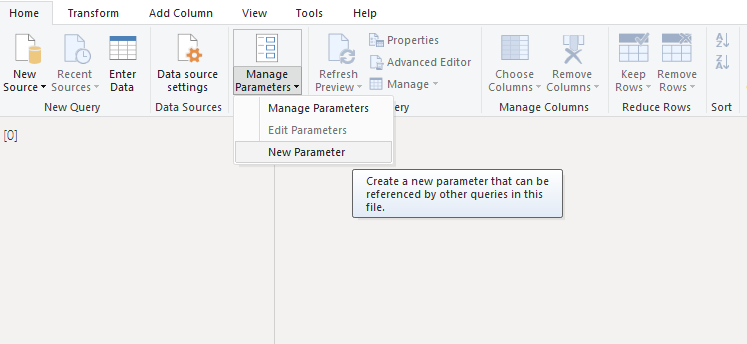 Home Transform Add Column View Tools Help
New Source
Recent Sources
Enter Data
New Query
Data source settings
Data Sources
Manage Parameters
Manage Parameters
Edit Parameters
New Parameter
Refresh Preview
Properties
Advanced Editor
Manage
ery
Choose Columns
Remove Columns
Manage Columns
Keep Rows
Remove Rows
Reduce Rows
A
Z
Z
A
Sort
[0]
Create a new parameter that can be
referenced by other queries in this
file.